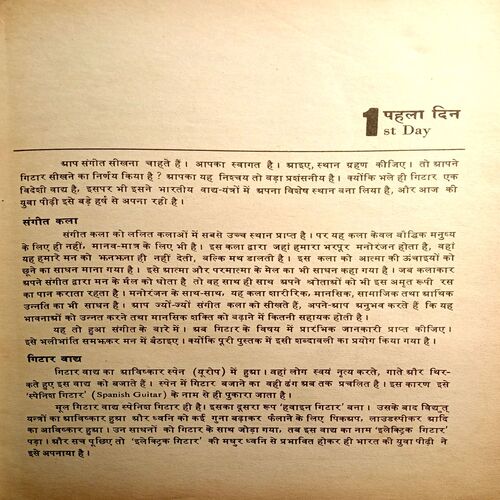 1 पहला दिन
st Day
आप संगीत सीखना चाहते हैं। आपका स्वागत है। आइए, स्थान ग्रहण कीजिए। तो आपने
गिटार सीखने का निर्णय किया है? आपका यह निश्चय तो बड़ा प्रशंसनीय है। क्योंकि भले ही गिटार एक
विदेशी वाद्य है, इसपर भी इसने भारतीय वाद्य-यंत्रों में अपना विशेष स्थान बना लिया है, और आज की
युवा पीढ़ी इसे बड़े हर्ष से अपना रही है।
संगीत कला
संगीत कला को ललित कलाओं में सबसे उच्च स्थान प्राप्त है। पर यह कला केवल बौद्धिक मनुष्य
के लिए ही नहीं, मानव-मात्र के लिए भी है। इस कला द्वारा जहां हमारा भरपूर मनोरंजन होता है, वहां
यह हमारे मन को झनझना ही नहीं देती, बल्कि मथ डालती है। इस कला को आत्मा की ऊंचाइयों को
छूने का साधन माना गया है। इसे आत्मा और परमात्मा के मेल का भी साधन कहा गया है। जब कलाकार
अपने संगीत द्वारा मन के मैल को धोता है तो वह साथ ही साथ अपने श्रोताओं को भी इस अमृत रूपी रस
का पान कराता रहता है। मनोरंजन के साथ-साथ, यह कला शारीरिक, मानसिक, सामाजिक तथा आर्थिक
उन्नति का भी साधन है। आप ज्यों-ज्यों संगीत कला को सीखते हैं, अपने-आप अनुभव करते हैं कि यह
भावनाओं को उन्नत करने तथा मानसिक शक्ति को बढ़ाने में कितनी सहायक होती है।
यह तो हुआ संगीत के बारे में। अब गिटार के विषय में प्रारंभिक जानकारी प्राप्त कीजिए।
इसे भलीभांति समझकर मन में बैठाइए। क्योंकि पूरी पुस्तक में इसी शब्दावली का प्रयोग किया गया है।
गिटार वाद्य
गिटार वाद्य का आविष्कार स्पेन (यूरोप) में हुआ। वहां लोग स्वयं नृत्य करते, गाते और थिर-
कते हुए इस वाद्य को बजाते हैं। स्पेन में गिटार बजाने का वही ढंग अब तक प्रचलित है। इस कारण इसे
'स्पेनिश गिटार' (Spanish Guitar) के नाम से ही पुकारा जाता है।
मूल गिटार वाद्य स्पेनिश गिटार ही है। इसका दूसरा रूप 'हवाइन गिटार' बना। उसके बाद विद्युत्
यन्त्रों का आविष्कार हुआ और ध्वनि को कई गुना बढ़ाकर फैलाने के लिए पिकअप, लाउडस्पीकर आदि
का आविष्कार हुआ। उन साधनों को गिटार के साथ जोड़ा गया, तब इस वाद्य का नाम 'इलेक्ट्रिक गिटार'
पड़ा। और सच पूछिए तो 'इलेक्ट्रिक गिटार' की मधुर ध्वनि से प्रभावित होकर ही भारत की युवा पीढ़ी ने
इसे अपनाया है।